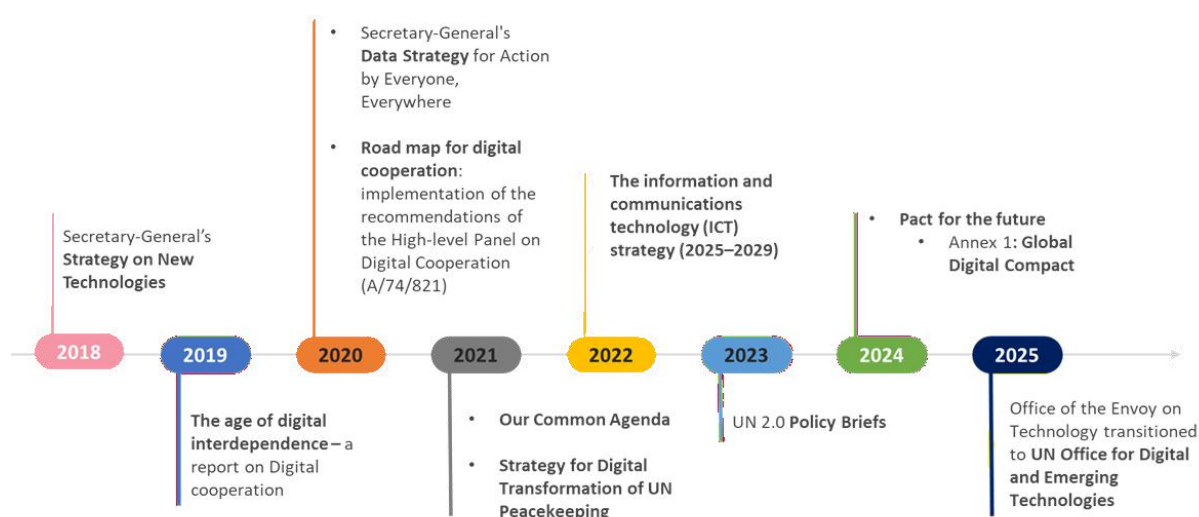 • Secretary-General's
Data Strategy for Action
by Everyone,
Everywhere
• Road map for digital
cooperation:
implementation of the
recommendations of
the High-level Panel on
Digital Cooperation
(A/74/821)
The information and
communications
technology (ICT)
strategy (2025–2029)
• Pact for the future
• Annex 1: Global
Digital Compact
Secretary-General’s
Strategy on New
Technologies
2018
2019
2020
2021
2022
2023
2024
2025
The age of digital
interdependence – a
report on Digital
cooperation
• Our Common Agenda
• Strategy for Digital
Transformation of UN
Peacekeeping
UN 2.0 Policy Briefs
Office of the Envoy on
Technology transitioned
to UN Office for Digital
and Emerging
Technologies